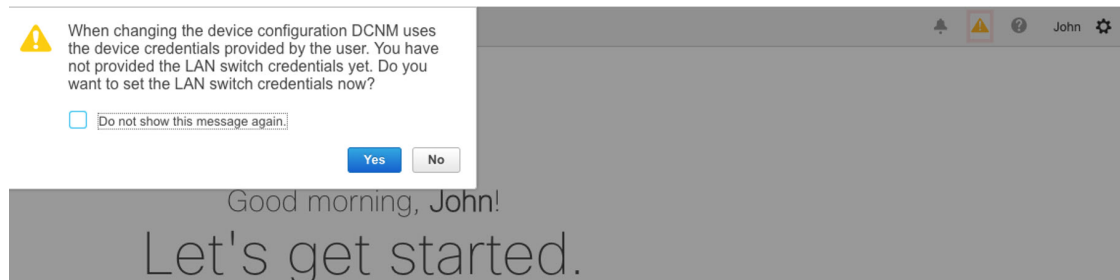 When changing the device configuration DCNM uses
the device credentials provided by the user. You have
not provided the LAN switch credentials yet. Do you
want to set the LAN switch credentials now?
Do not show this message again.
Yes No
John
Good morning, John!
Let's get started.